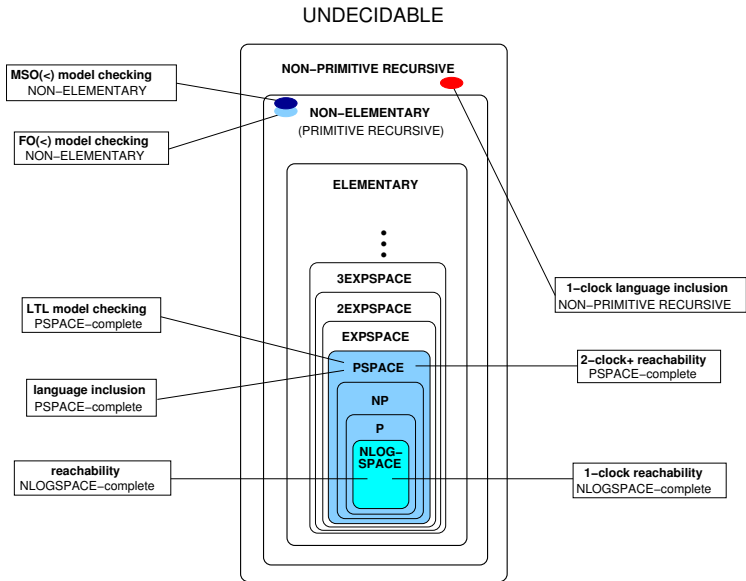 UNDECIDABLE
NON−PRIMITIVE RECURSIVE
MSO(<) model checking
NON−ELEMENTARY
NON−ELEMENTARY
(PRIMITIVE RECURSIVE)
FO(<) model checking
NON−ELEMENTARY
ELEMENTARY
3EXPSPACE
1−clock language inclusion
NON−PRIMITIVE RECURSIVE
2EXPSPACE
LTL model checking
PSPACE−complete
EXPSPACE
PSPACE
2−clock+ reachability
PSPACE−complete
language inclusion
PSPACE−complete
NP
P
NLOG−
SPACE
reachability
NLOGSPACE−complete
1−clock reachability
NLOGSPACE−complete